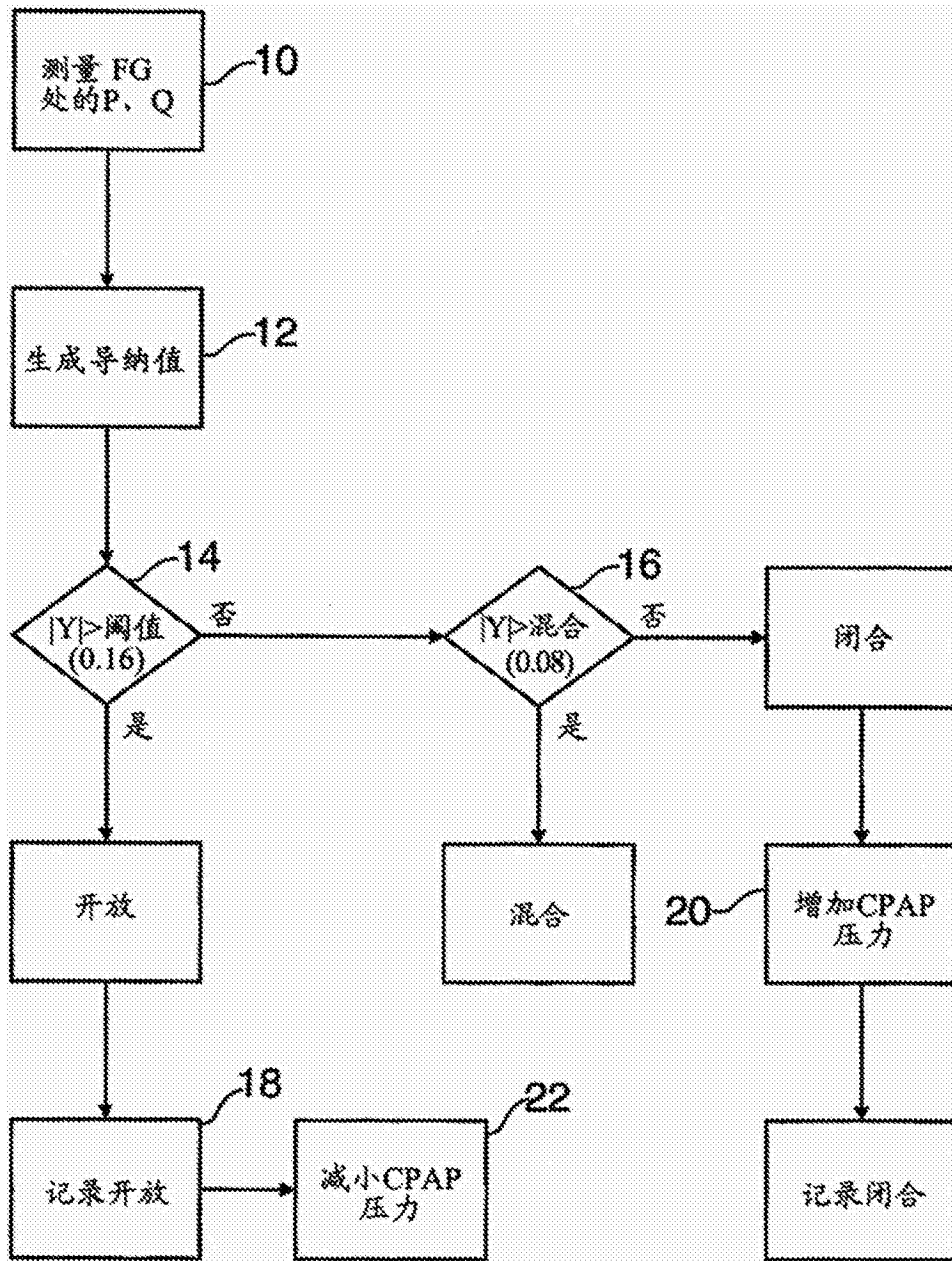 测量 FG
处的P、Q
10
生成导纳值
12
14
|Y|>阈值
(0.16)
否
是
16
|Y|>混合
(0.08)
否
是
闭合
开放
混合
20
增加CPAP
压力
18
记录开放
22
减小CPAP
压力
记录闭合